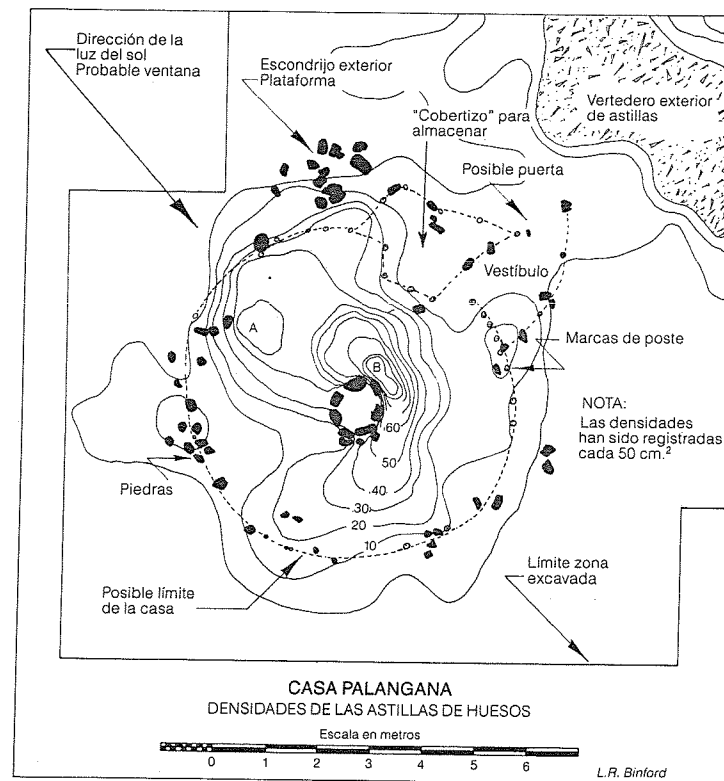 Dirección de la
luz del sol
Probable ventana
Escondrijo exterior
Plataforma
"Cobertizo" para
almacenar
Posible puerta
Vertedero exterior
de astillas
Vestíbulo
A
B
Marcas de poste
NOTA:
Las densidades
han sido registradas
cada 50 cm.²
60
50
40
30
20
10
Piedras
Posible límite
de la casa
Límite zona
excavada
CASA PALANGANA
DENSIDADES DE LAS ASTILLAS DE HUESOS
Escala en metros
0 1 2 3 4 5 6
L.R. Binford